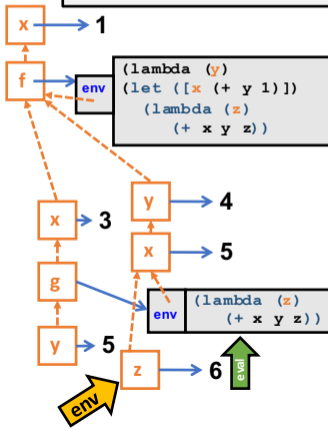 x 1
f
env
(lambda (y)
(let ([x (+ y 1)])
(lambda (z)
(+ x y z))
y 4
x 3
x 5
g
env
(lambda (z)
(+ x y z))
y 5
z 6
eval
env